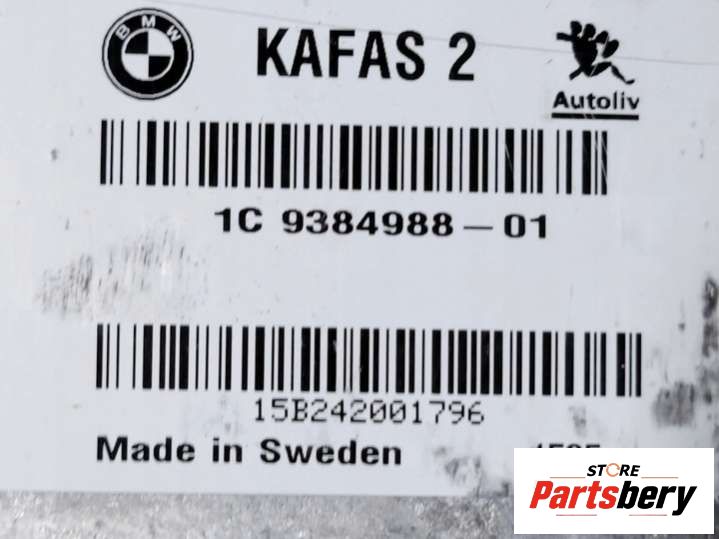 BMW
KAFAS 2
Autoliv
1C 9384988-01
15B242001796
Made in Sweden
STORE
Partsbery